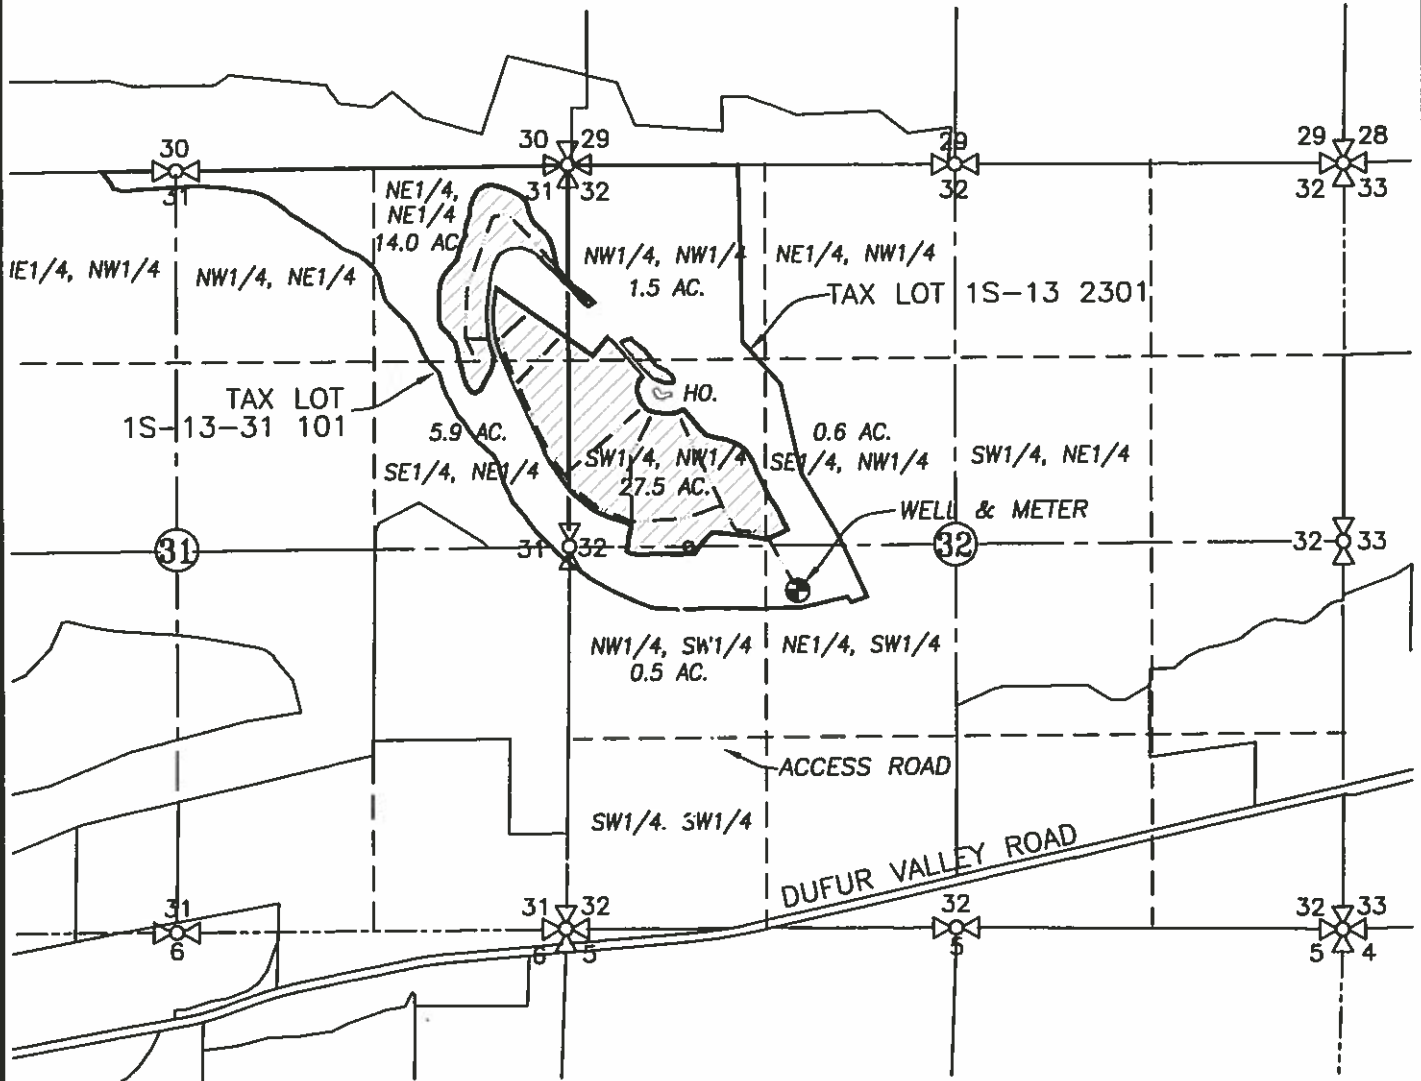 30
30
29
29
29
28
31
31
32
32
32
33
NE1/4,
NE1/4
14.0 AC
IE1/4, NW1/4
NW1/4, NE1/4
NW1/4, NW1/4
1.5 AC.
NE1/4, NW1/4
TAX LOT 1S-13 2301
TAX LOT
1S-13-31 101
HO.
5.9 AC.
SE1/4, NE1/4
SW1/4, NW1/4
27.5 AC.
0.6 AC.
SE1/4, NW1/4
SW1/4, NE1/4
WELL & METER
31
31
32
32
32
33
NW1/4, SW1/4
0.5 AC.
NE1/4, SW1/4
ACCESS ROAD
SW1/4. SW1/4
DUFUR VALLEY ROAD
31
31
32
32
32
33
6
6
5
5
5
4